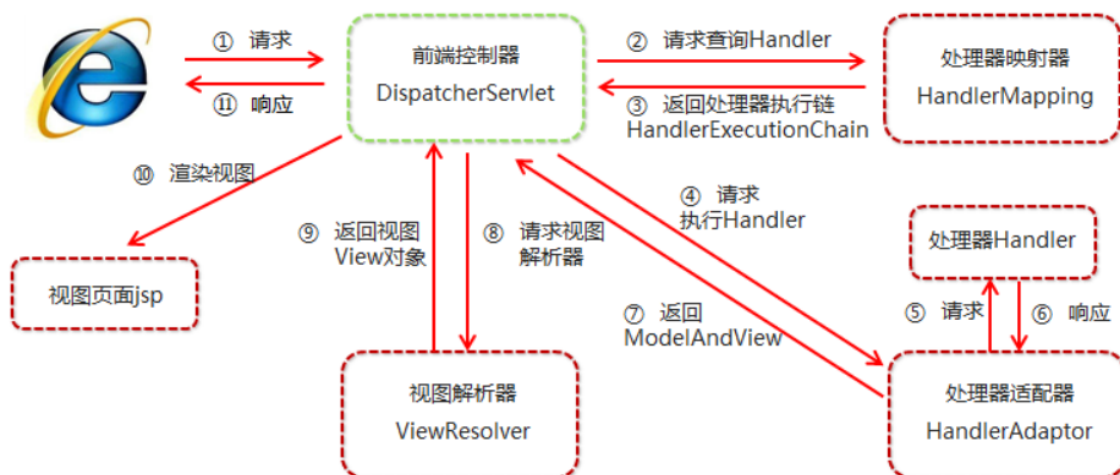 ① 请求
⑪ 响应
前端控制器
DispatcherServlet
② 请求查询Handler
③ 返回处理器执行链
HandlerExecutionChain
处理器映射器
HandlerMapping
⑩ 渲染视图
④ 请求
执行Handler
⑨ 返回视图
View对象
⑧ 请求视图
解析器
处理器Handler
视图页面jsp
⑦ 返回
ModelAndView
⑤ 请求
⑥ 响应
视图解析器
ViewResolver
处理器适配器
HandlerAdaptor